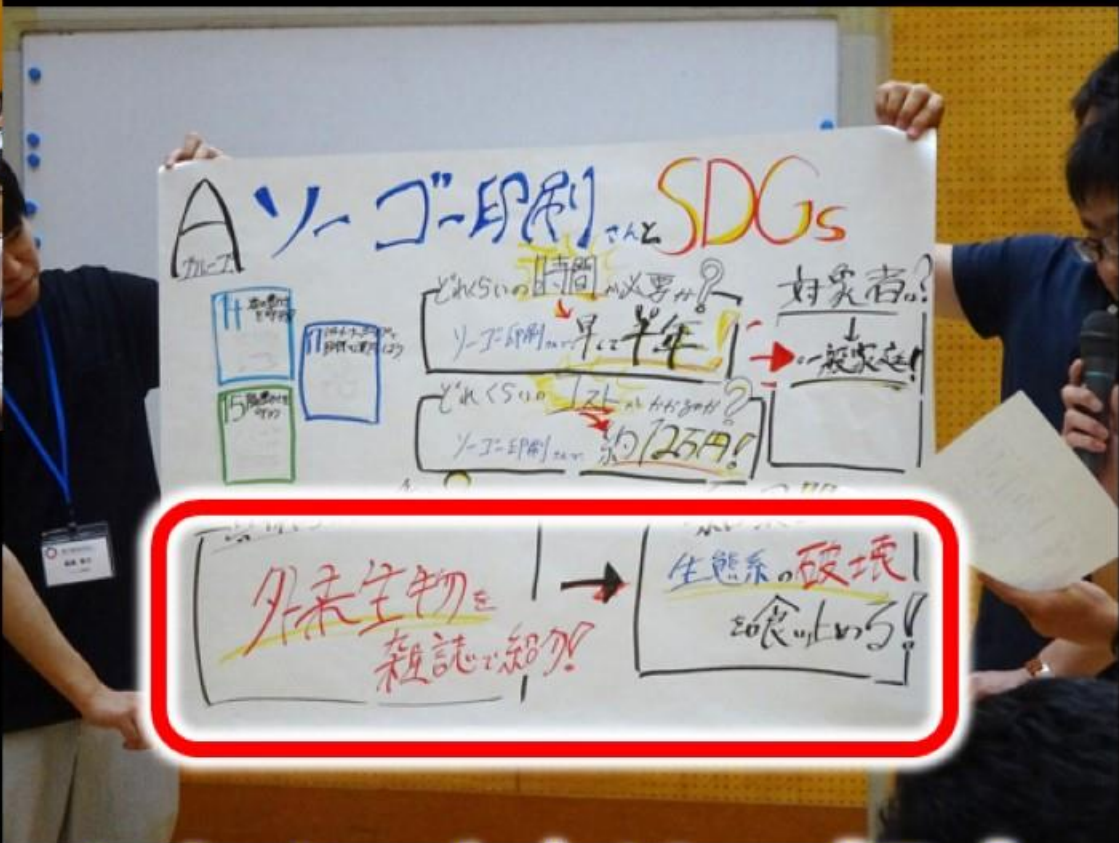 A ソーゴー印刷さんとSDGs
グループ
14
17
15
どれくらいの時間が必要か?
ソーゴー印刷さんで早くて半年!
どれくらいのコストがかかるのか?
ソーゴー印刷さんで約125万円!
対象者は?
↓
一般家庭!
外来生物を
雑誌で紹介!
→
生態系の破壊
を食い止める!